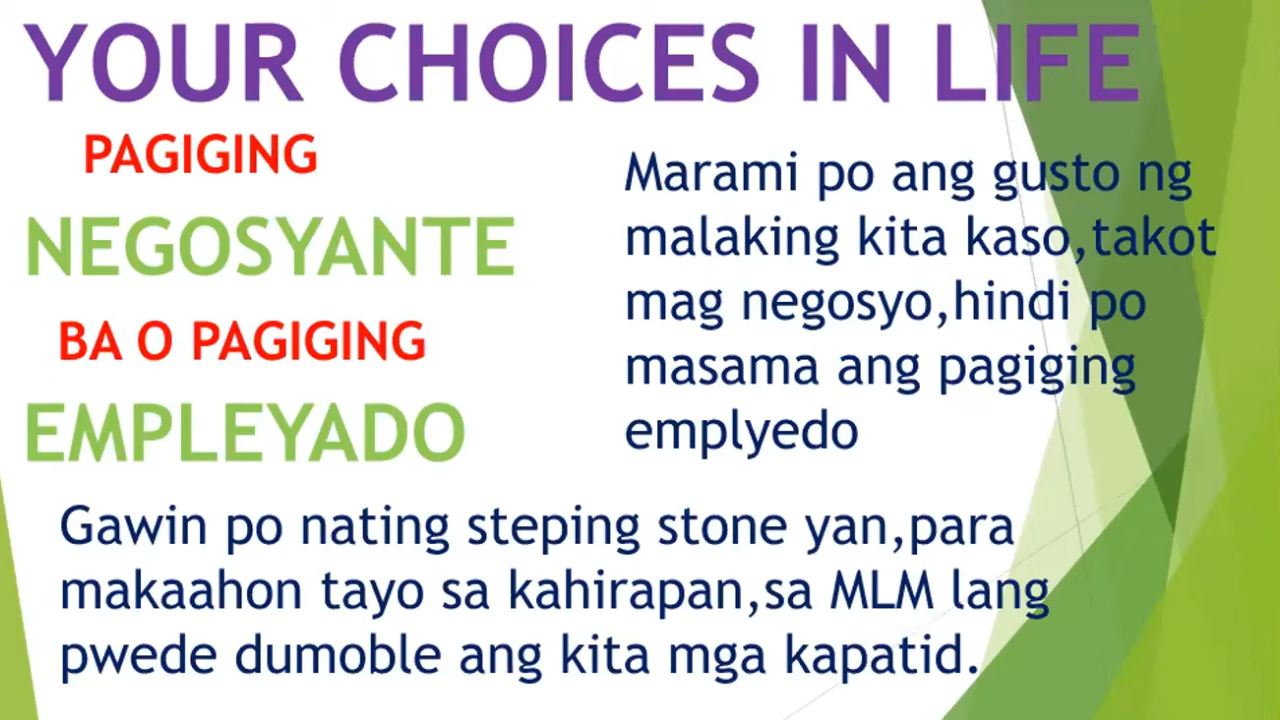 YOUR CHOICES IN LIFE
PAGIGING
NEGOSYANTE
BA O PAGIGING
EMPLEYADO
Marami po ang gusto ng
malaking kita kaso,takot
mag negosyo,hindi po
masama ang pagiging
emplyedo
Gawin po nating steping stone yan,para
makaahon tayo sa kahirapan,sa MLM lang
pwede dumoble ang kita mga kapatid.